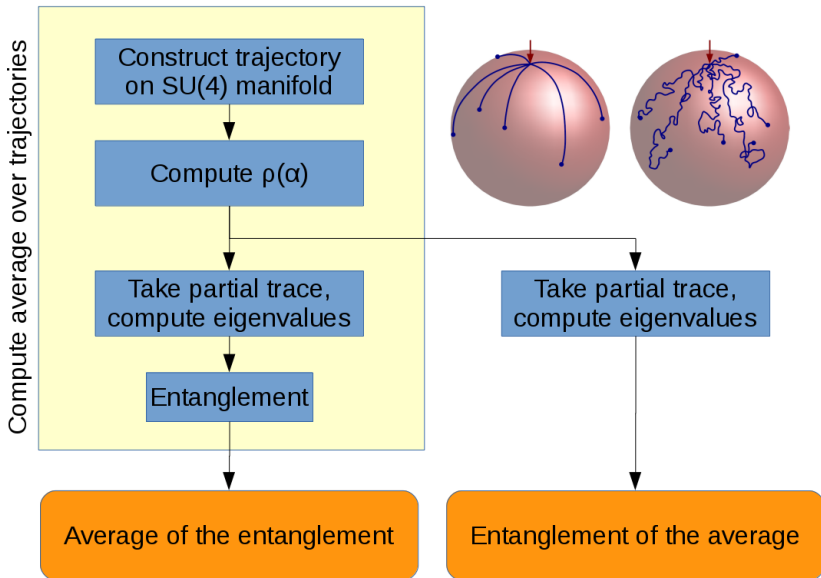 Compute average over trajectories
Construct trajectory
on SU(4) manifold
Compute ρ(α)
Take partial trace,
compute eigenvalues
Entanglement
Average of the entanglement
Take partial trace,
compute eigenvalues
Entanglement of the average